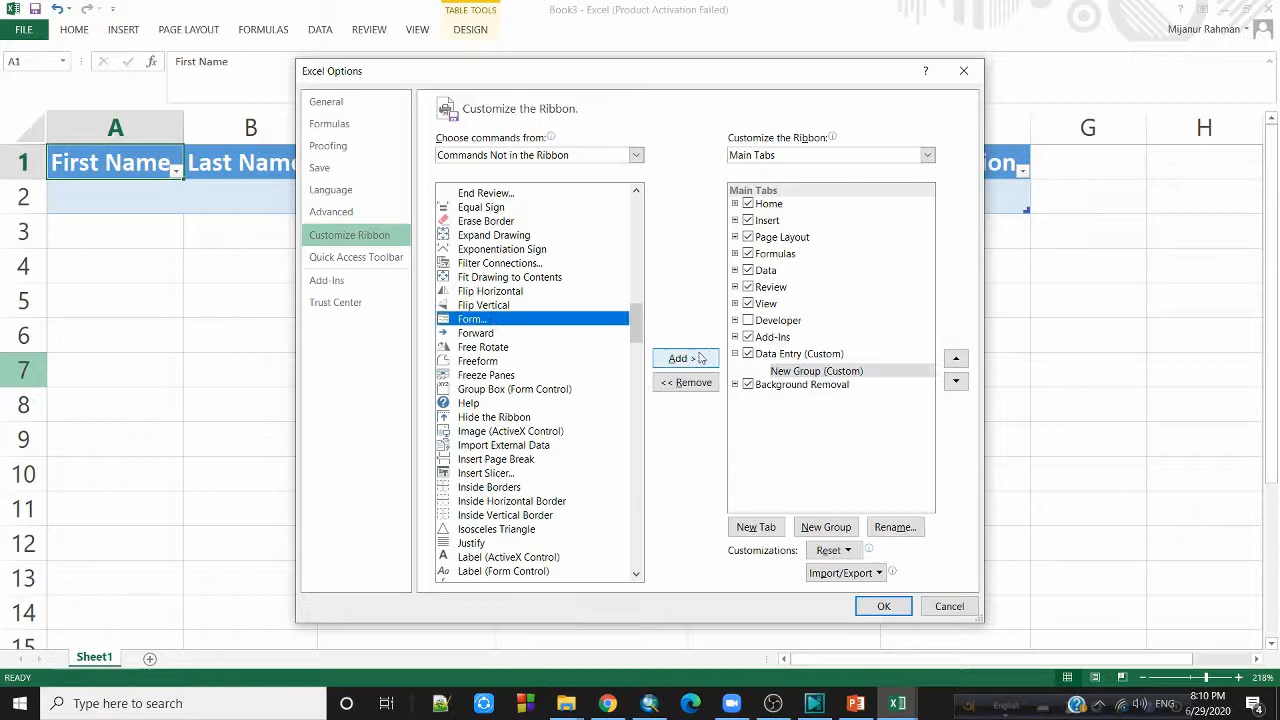 Book3 - Excel (Product Activation Failed)
TABLE TOOLS
FILE
HOME
INSERT
PAGE LAYOUT
FORMULAS
DATA
REVIEW
VIEW
DESIGN
Mijanur Rahman
A1
First Name
A
B
G
H
1
First Name
Last Name
ion
2
3
4
5
6
7
8
9
10
11
12
13
14
15
Excel Options
General
Formulas
Proofing
Save
Language
Advanced
Customize Ribbon
Quick Access Toolbar
Add-Ins
Trust Center
Customize the Ribbon.
Choose commands from:
Commands Not in the Ribbon
End Review...
Equal Sign
Erase Border
Expand Drawing
Exponentiation Sign
Filter Connections...
Fit Drawing to Contents
Flip Horizontal
Flip Vertical
Form...
Forward
Free Rotate
Freeform
Freeze Panes
Group Box (Form Control)
Help
Hide the Ribbon
Image (ActiveX Control)
Import External Data
Insert Page Break
Insert Slicer...
Inside Borders
Inside Horizontal Border
Inside Vertical Border
Isosceles Triangle
Justify
Label (ActiveX Control)
Label (Form Control)
Add >>
<< Remove
Customize the Ribbon:
Main Tabs
Main Tabs
Home
Insert
Page Layout
Formulas
Data
Review
View
Developer
Add-Ins
Data Entry (Custom)
New Group (Custom)
Background Removal
New Tab
New Group
Rename...
Customizations:
Reset
Import/Export
OK
Cancel
Sheet1
READY
218%
Type here to search
English
ENG
8:10 PM
6/29/2020